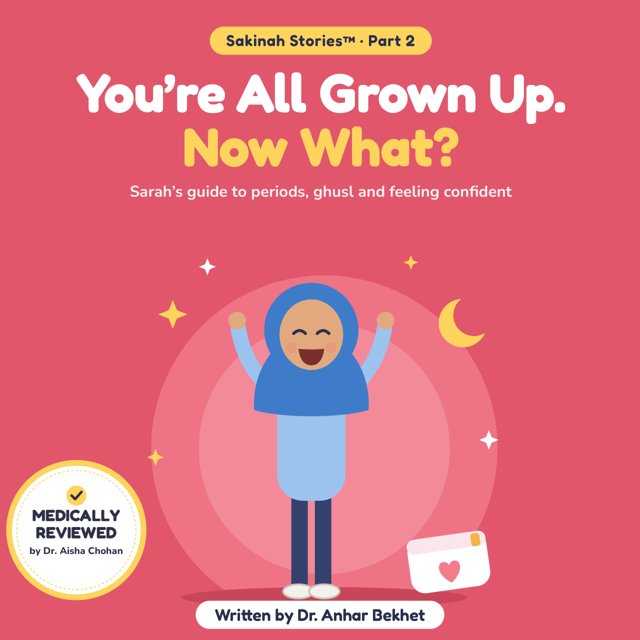 Sakinah Stories™ · Part 2
You're All Grown Up.
Now What?
Sarah's guide to periods, ghusl and feeling confident
MEDICALLY
REVIEWED
by Dr. Aisha Chohan
Written by Dr. Anhar Bekhet